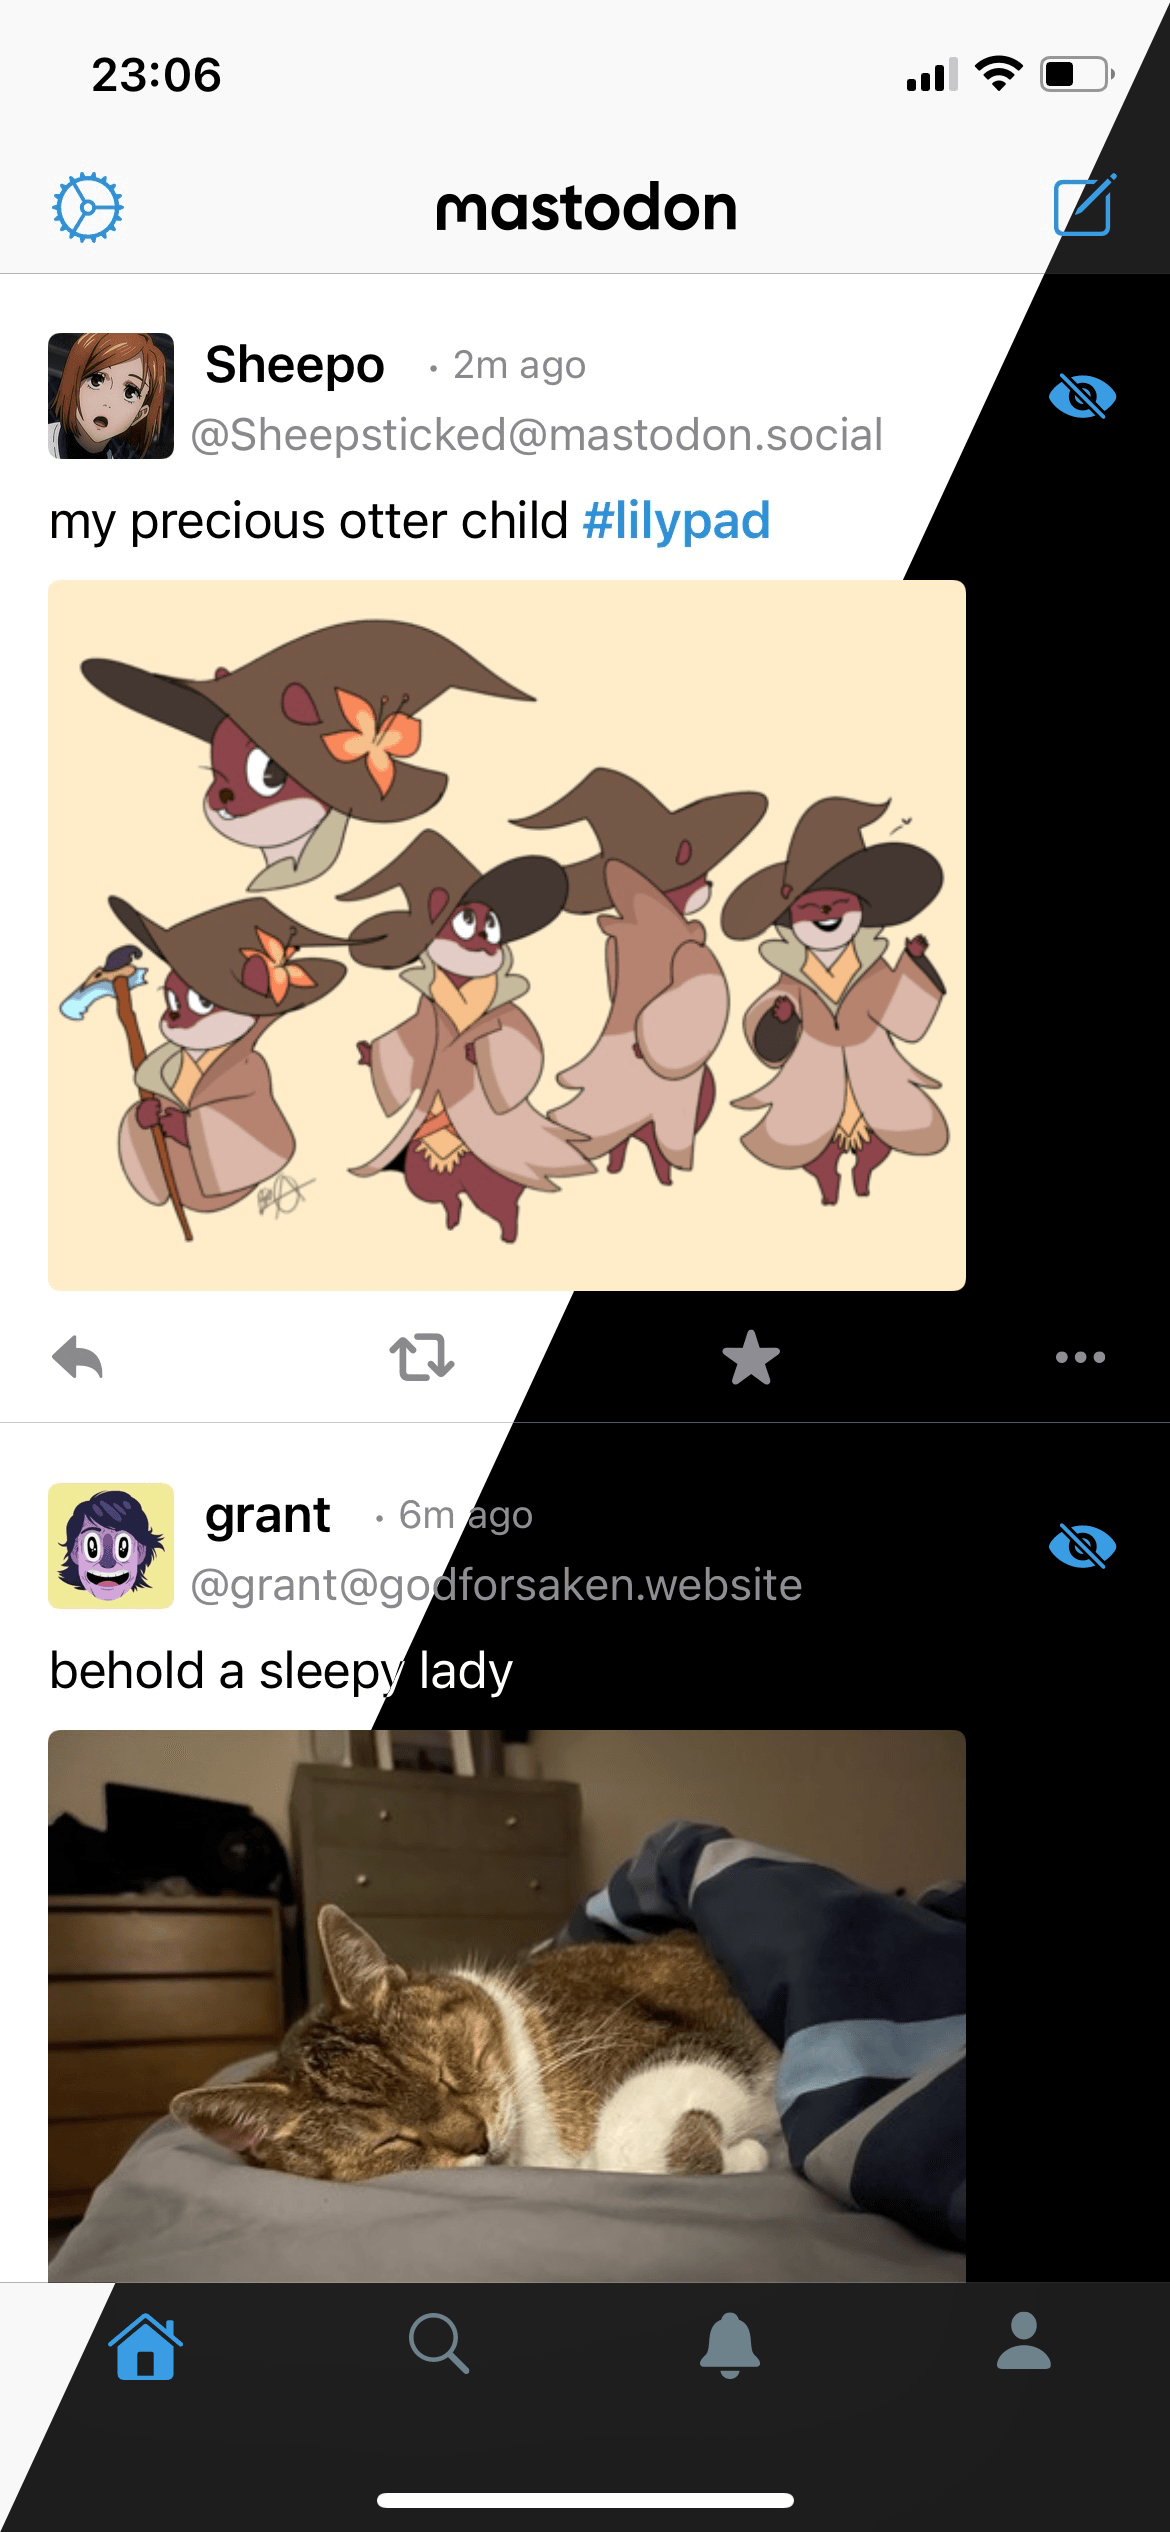 23:06
mastodon
Sheepo · 2m ago
@Sheepsticked@mastodon.social
my precious otter child #lilypad
grant · 6m ago
@grant@godforsaken.website
behold a sleepy lady